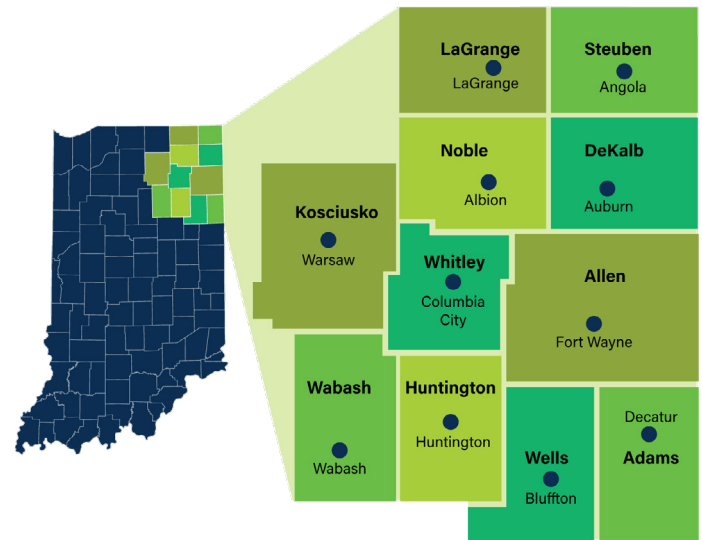 LaGrange
LaGrange
Steuben
Angola
Noble
Albion
DeKalb
Auburn
Kosciusko
Warsaw
Whitley
Columbia
City
Allen
Fort Wayne
Wabash
Wabash
Huntington
Huntington
Wells
Bluffton
Decatur
Adams